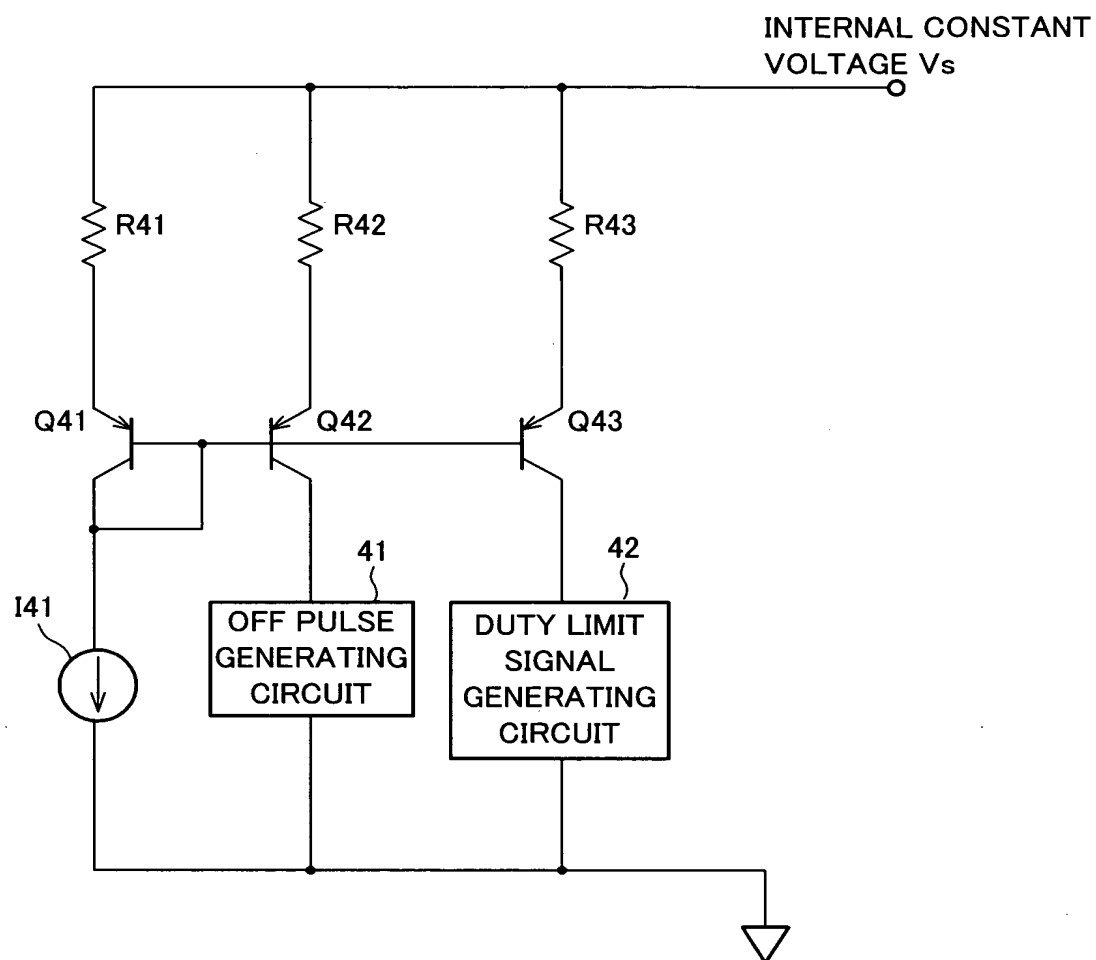 INTERNAL CONSTANT
VOLTAGE Vs
R41
R42
R43
Q41
Q42
Q43
I41
41
OFF PULSE
GENERATING
CIRCUIT
42
DUTY LIMIT
SIGNAL
GENERATING
CIRCUIT